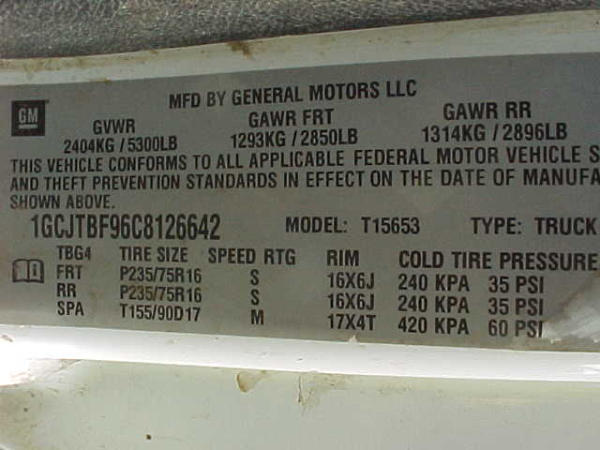 MFD BY GENERAL MOTORS LLC
GM
GVWR GAWR FRT GAWR RR
2404KG / 5300LB 1293KG / 2850LB 1314KG / 2896LB
THIS VEHICLE CONFORMS TO ALL APPLICABLE FEDERAL MOTOR VEHICLE S
AND THEFT PREVENTION STANDARDS IN EFFECT ON THE DATE OF MANUFA
SHOWN ABOVE.
1GCJTBF96C8126642 MODEL: T15653 TYPE: TRUCK
TBG4 TIRE SIZE SPEED RTG RIM COLD TIRE PRESSURE
FRT P235/75R16 S 16X6J 240 KPA 35 PSI
RR P235/75R16 S 16X6J 240 KPA 35 PSI
SPA T155/90D17 M 17X4T 420 KPA 60 PSI